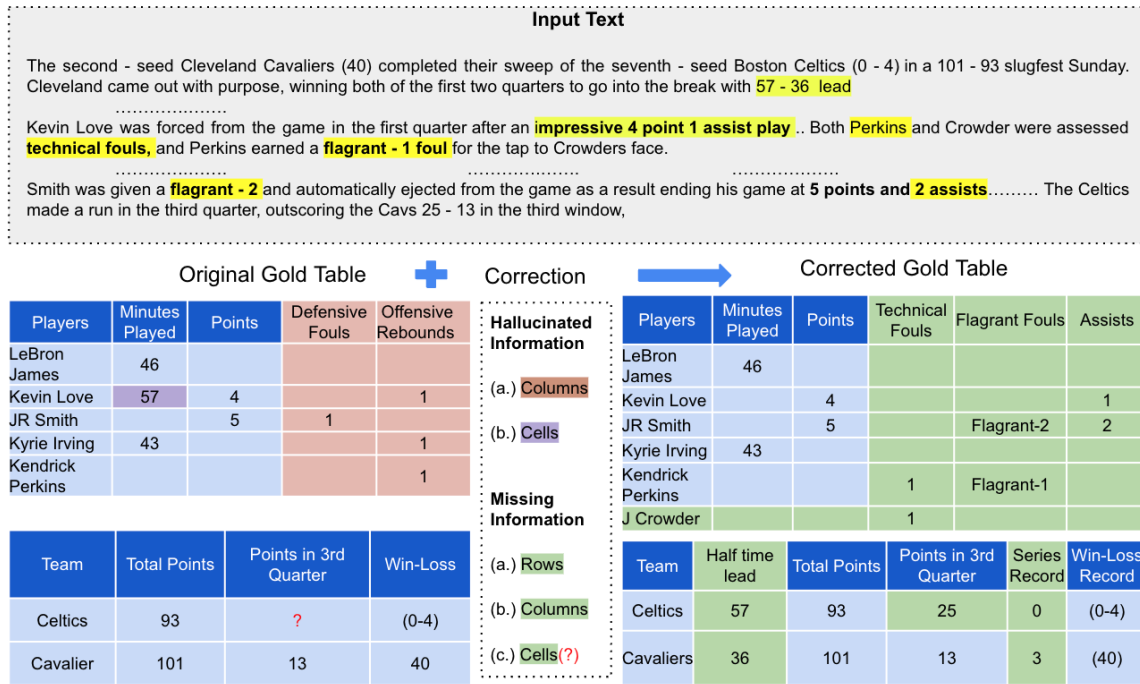 Input Text
The second - seed Cleveland Cavaliers (40) completed their sweep of the seventh - seed Boston Celtics (0 - 4) in a 101 - 93 slugfest Sunday.
Cleveland came out with purpose, winning both of the first two quarters to go into the break with 57 - 36 lead
.....................
Kevin Love was forced from the game in the first quarter after an impressive 4 point 1 assist play .. Both Perkins and Crowder were assessed
technical fouls, and Perkins earned a flagrant - 1 foul for the tap to Crowders face.
..................... ..................... .....................
Smith was given a flagrant - 2 and automatically ejected from the game as a result ending his game at 5 points and 2 assists......... The Celtics
made a run in the third quarter, outscoring the Cavs 25 - 13 in the third window,
Original Gold Table + Correction Corrected Gold Table
Players Minutes Played Points Defensive Fouls Offensive Rebounds
LeBron James 46
Kevin Love 57 4 1
JR Smith 5 1
Kyrie Irving 43 1
Kendrick Perkins 1
Team Total Points Points in 3rd Quarter Win-Loss
Celtics 93 ? (0-4)
Cavalier 101 13 40
Hallucinated
Information
(a.) Columns
(b.) Cells
Missing
Information
(a.) Rows
(b.) Columns
(c.) Cells(?)
Players Minutes Played Points Technical Fouls Flagrant Fouls Assists
LeBron James 46
Kevin Love 4 1
JR Smith 5 Flagrant-2 2
Kyrie Irving 43
Kendrick Perkins 1 Flagrant-1
J Crowder 1
Team Half time lead Total Points Points in 3rd Quarter Series Record Win-Loss Record
Celtics 57 93 25 0 (0-4)
Cavaliers 36 101 13 3 (40)